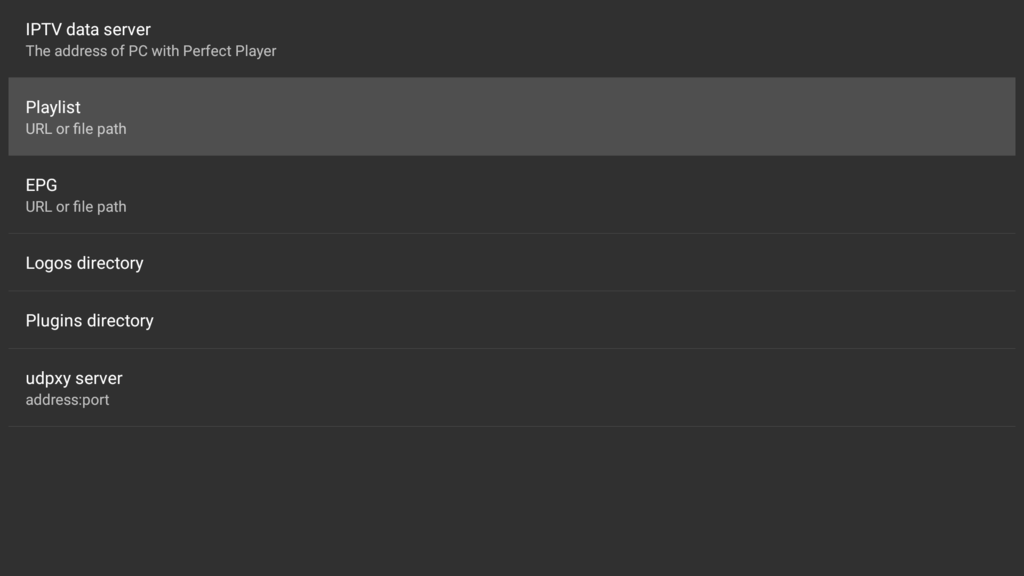 IPTV data server
The address of PC with Perfect Player
Playlist
URL or file path
EPG
URL or file path
Logos directory
Plugins directory
udpxy server
address:port